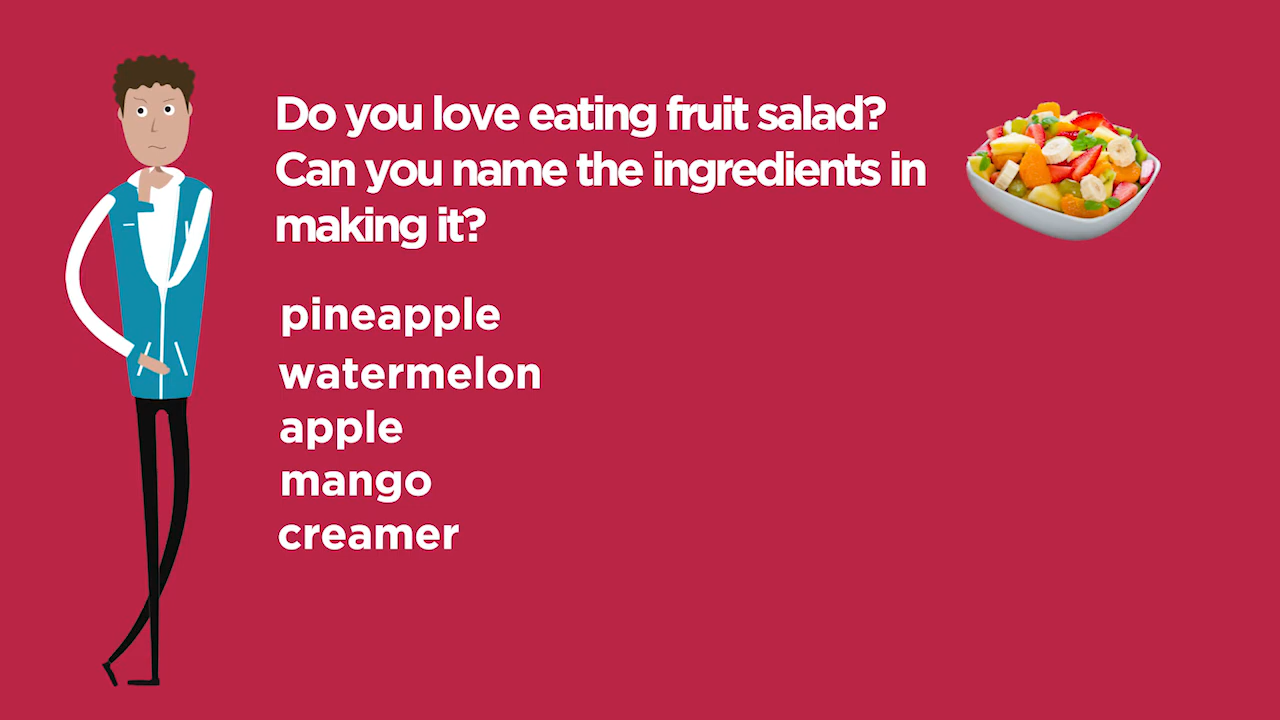 Do you love eating fruit salad?
Can you name the ingredients in
making it?
pineapple
watermelon
apple
mango
creamer